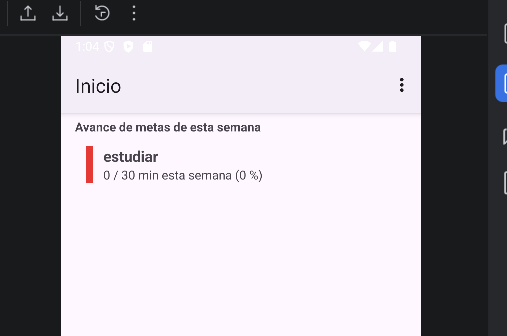 1:04
Inicio
Avance de metas de esta semana
estudiar
0 / 30 min esta semana (0 %)